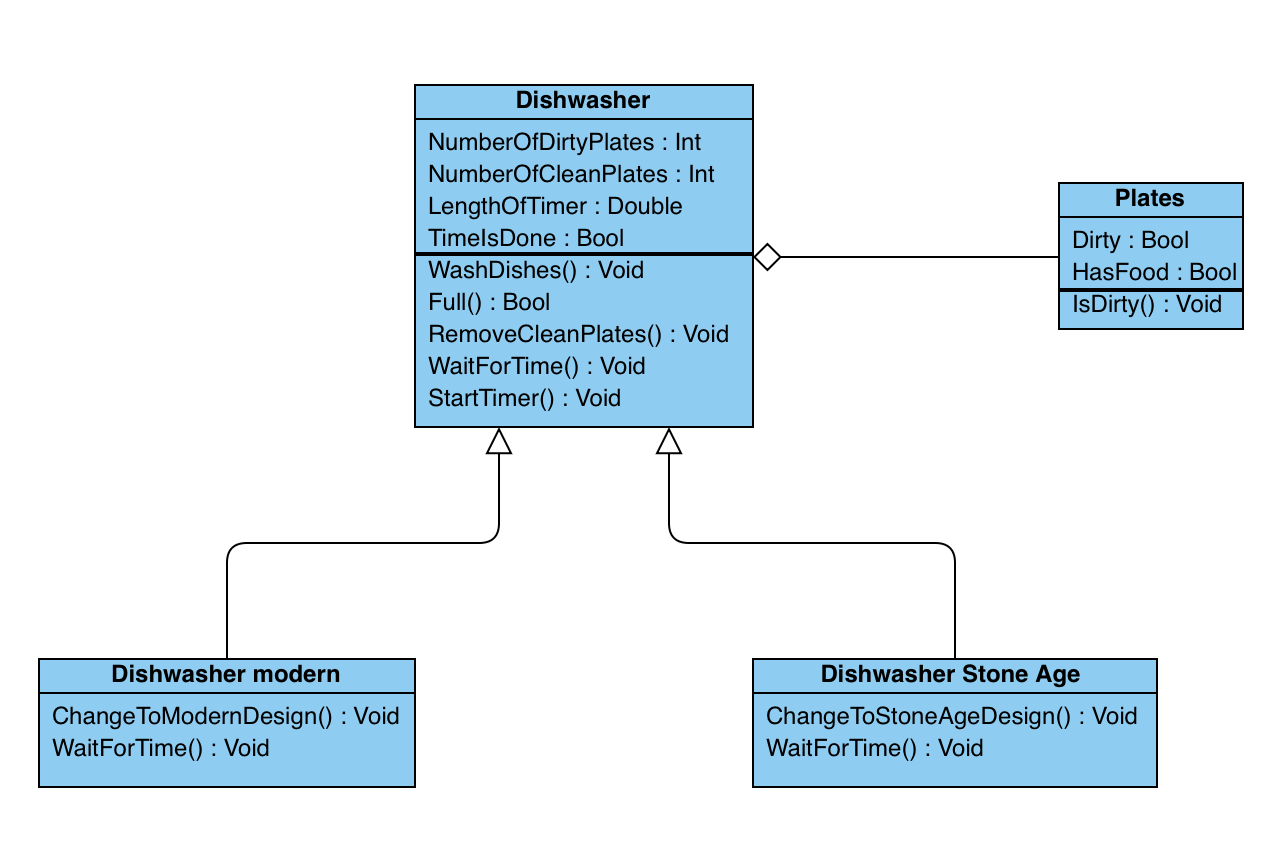 Dishwasher
NumberOfDirtyPlates : Int
NumberOfCleanPlates : Int
LengthOfTimer : Double
TimeIsDone : Bool
WashDishes() : Void
Full() : Bool
RemoveCleanPlates() : Void
WaitForTime() : Void
StartTimer() : Void
Plates
Dirty : Bool
HasFood : Bool
IsDirty() : Void
Dishwasher modern
ChangeToModernDesign() : Void
WaitForTime() : Void
Dishwasher Stone Age
ChangeToStoneAgeDesign() : Void
WaitForTime() : Void